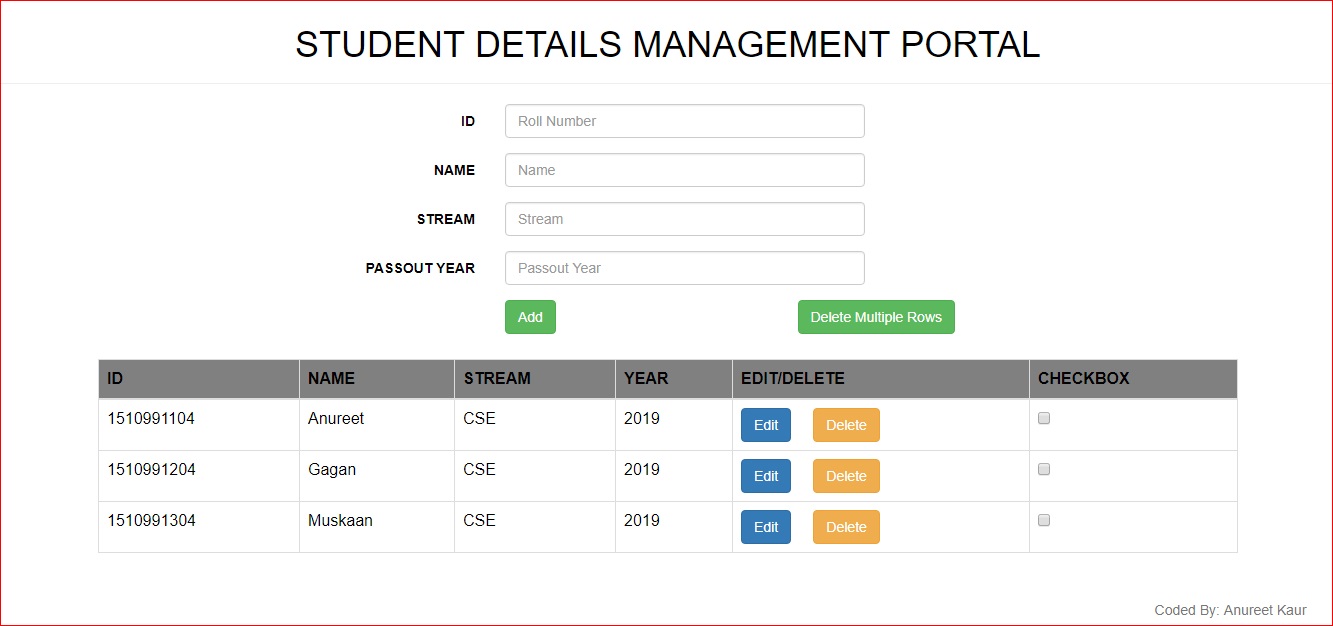 STUDENT DETAILS MANAGEMENT PORTAL
ID Roll Number
NAME Name
STREAM Stream
PASSOUT YEAR Passout Year
Add Delete Multiple Rows
ID NAME STREAM YEAR EDIT/DELETE CHECKBOX
1510991104 Anureet CSE 2019 Edit Delete
1510991204 Gagan CSE 2019 Edit Delete
1510991304 Muskaan CSE 2019 Edit Delete
Coded By: Anureet Kaur